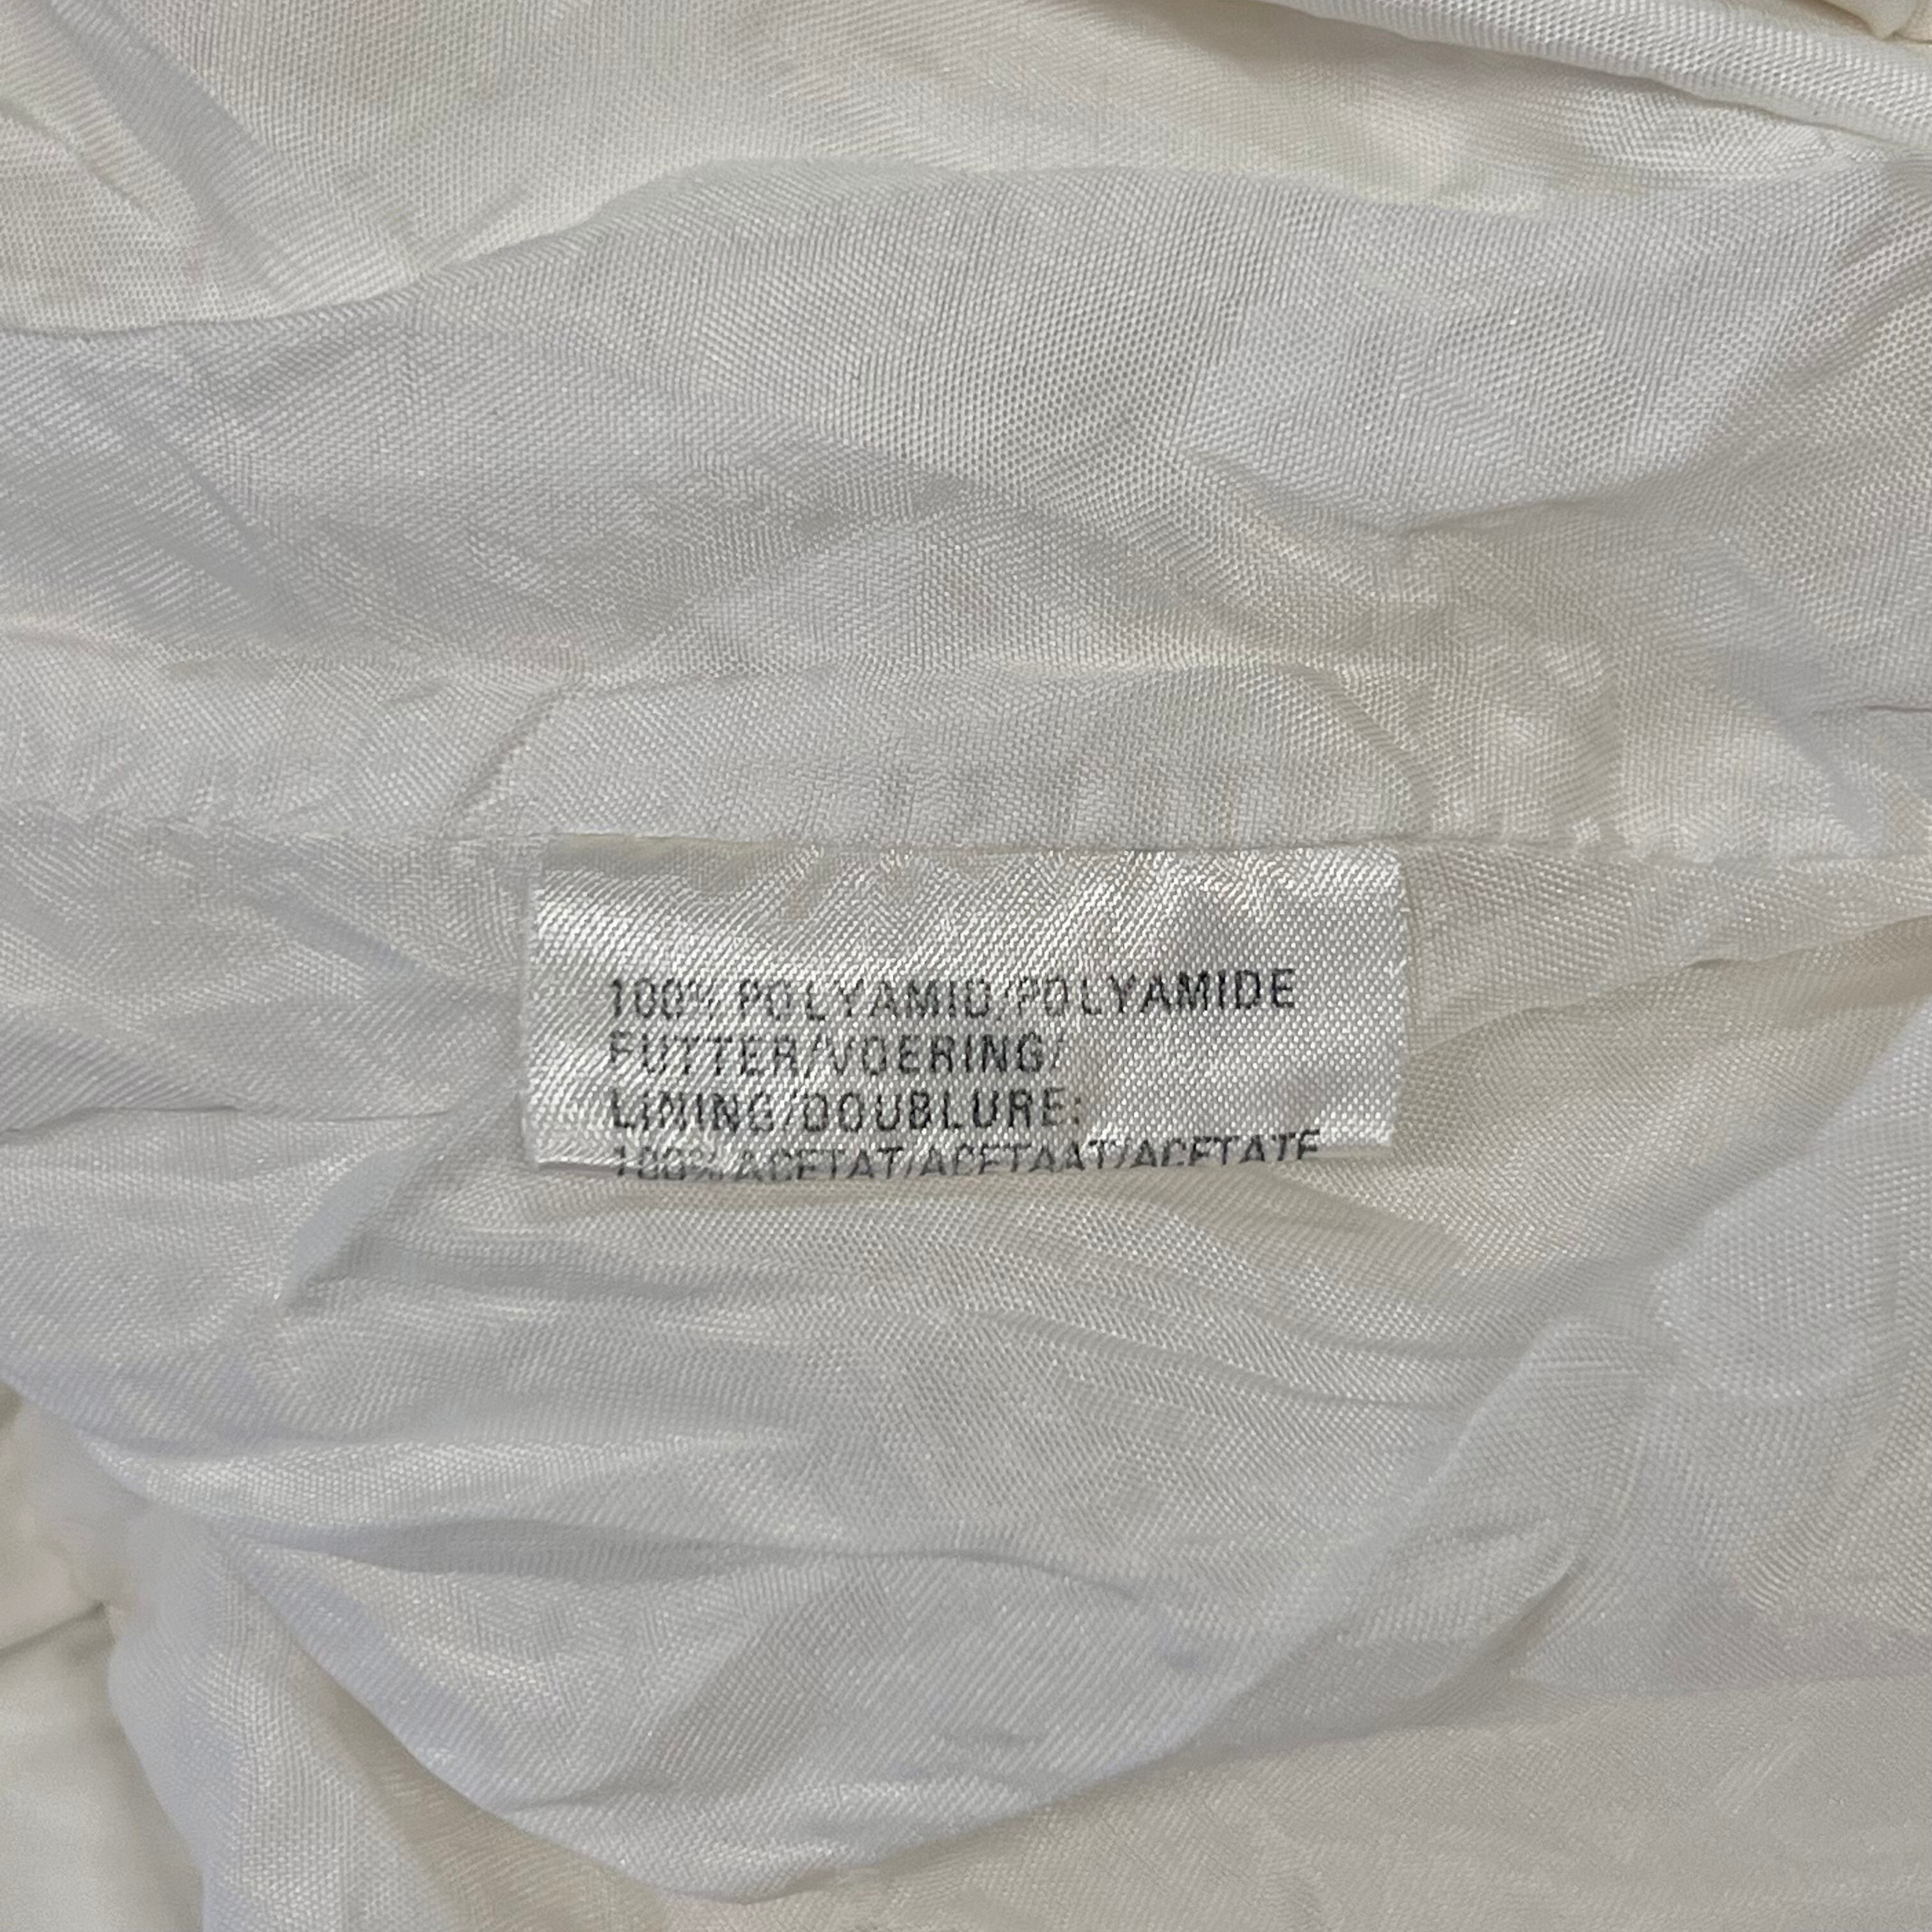 100% POLYAMID/POLYAMIDE
FUTTER/VOERING/
LINING/DOUBLURE:
100% ACETAT/ACETAAT/ACETATE